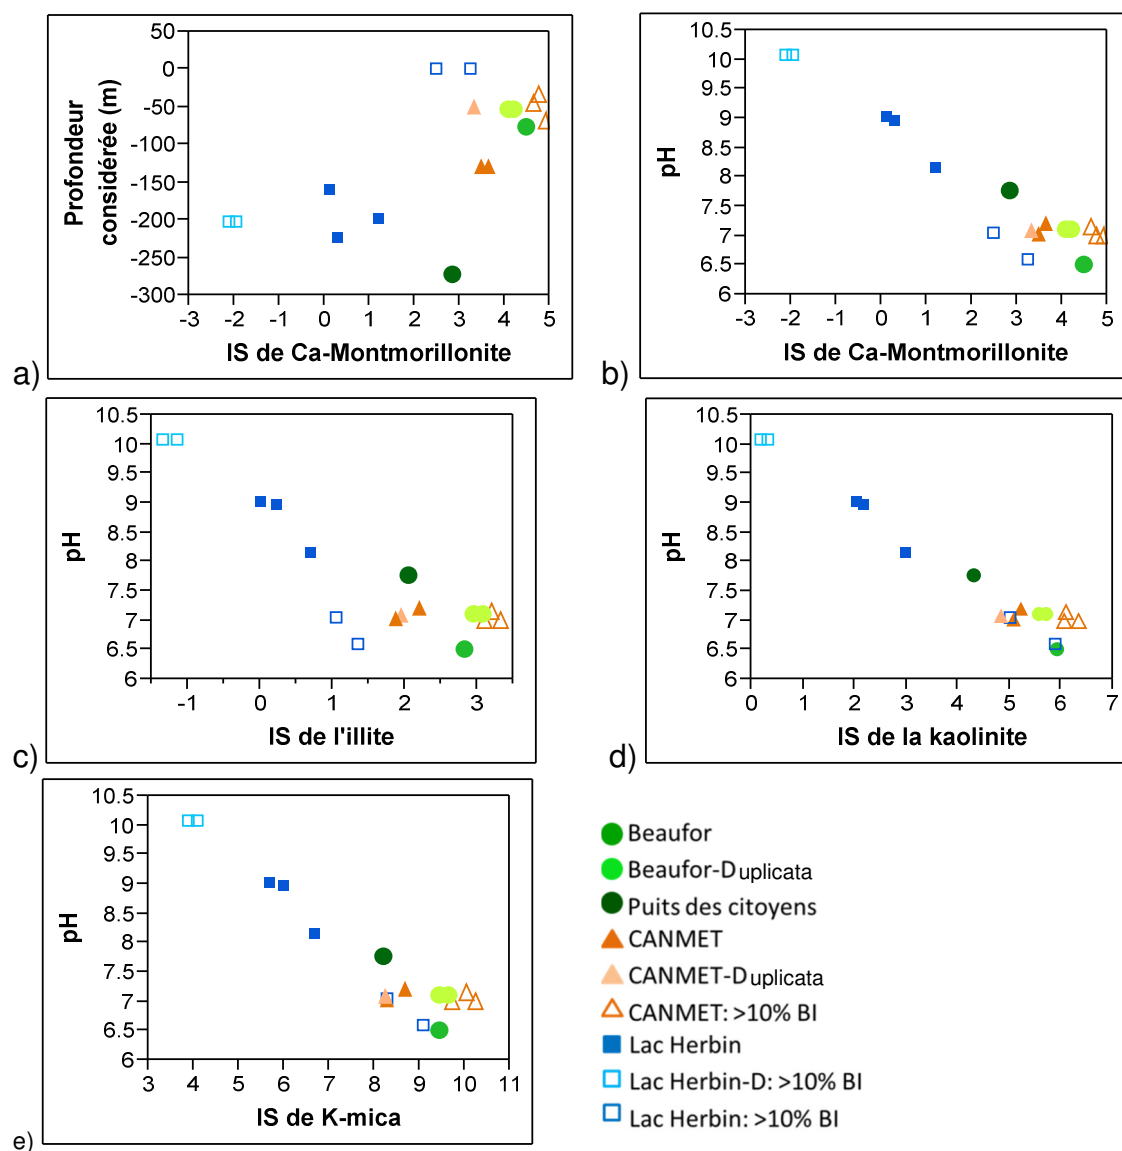 50
0
-50
-100
-150
-200
-250
-300
Profondeur
considérée (m)
-3 -2 -1 0 1 2 3 4 5
IS de Ca-Montmorillonite
a)
10.5
10
9.5
9
8.5
8
7.5
7
6.5
6
pH
-3 -2 -1 0 1 2 3 4 5
IS de Ca-Montmorillonite
b)
10.5
10
9.5
9
8.5
8
7.5
7
6.5
6
pH
-1 0 1 2 3
IS de l'illite
c)
10.5
10
9.5
9
8.5
8
7.5
7
6.5
6
pH
0 1 2 3 4 5 6 7
IS de la kaolinite
d)
10.5
10
9.5
9
8.5
8
7.5
7
6.5
6
pH
3 4 5 6 7 8 9 10 11
IS de K-mica
e)
Beaufor
Beaufor-Duplicata
Puits des citoyens
CANMET
CANMET-Duplicata
CANMET: >10% BI
Lac Herbin
Lac Herbin-D: >10% BI
Lac Herbin: >10% BI